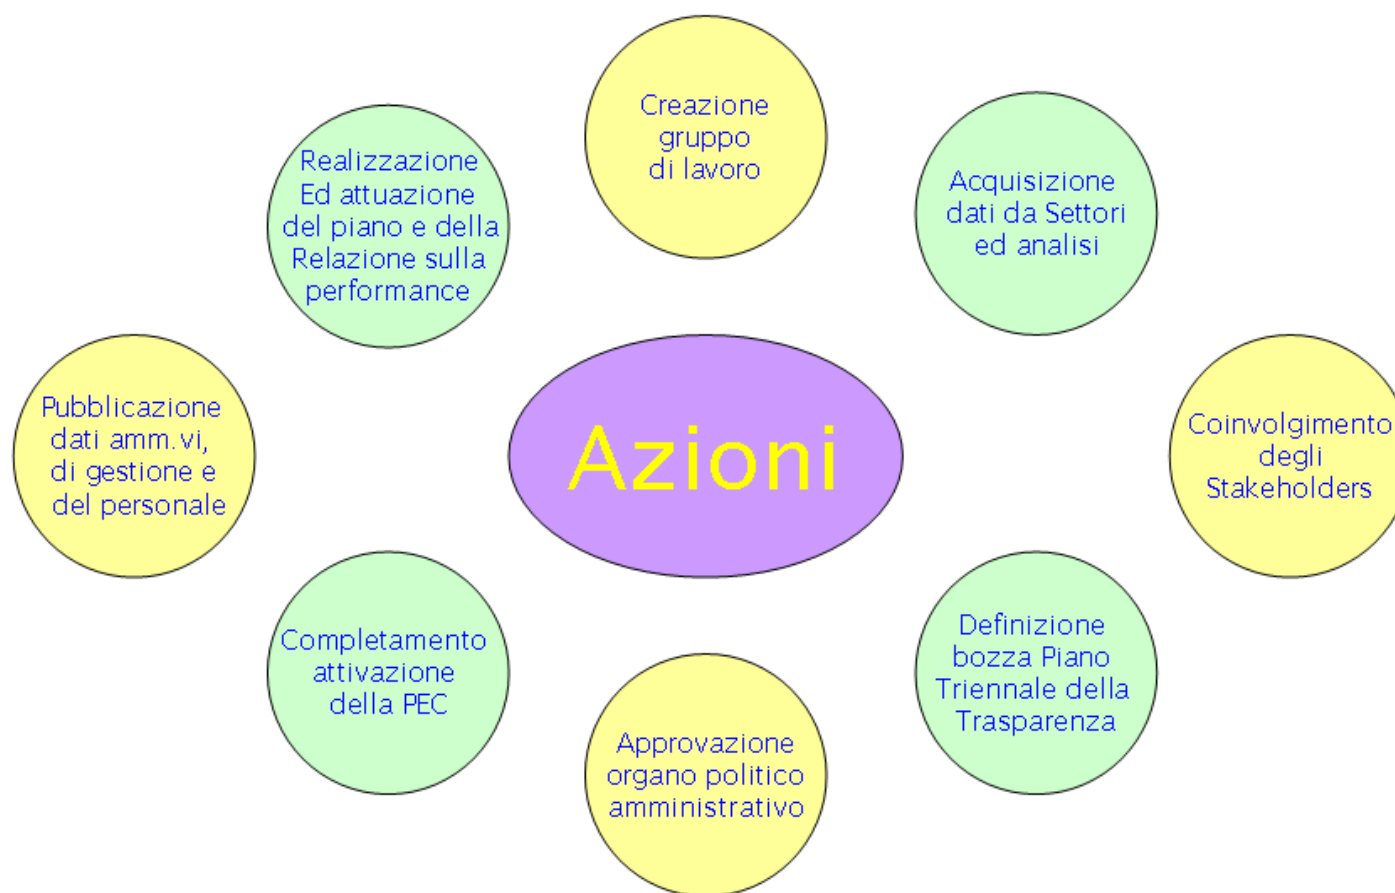 Creazione
gruppo
di lavoro
Acquisizione
dati da Settori
ed analisi
Coinvolgimento
degli
Stakeholders
Definizione
bozza Piano
Triennale della
Trasparenza
Approvazione
organo politico
amministrativo
Completamento
attivazione
della PEC
Pubblicazione
dati amm.vi,
di gestione e
del personale
Realizzazione
Ed attuazione
del piano e della
Relazione sulla
performance
Azioni